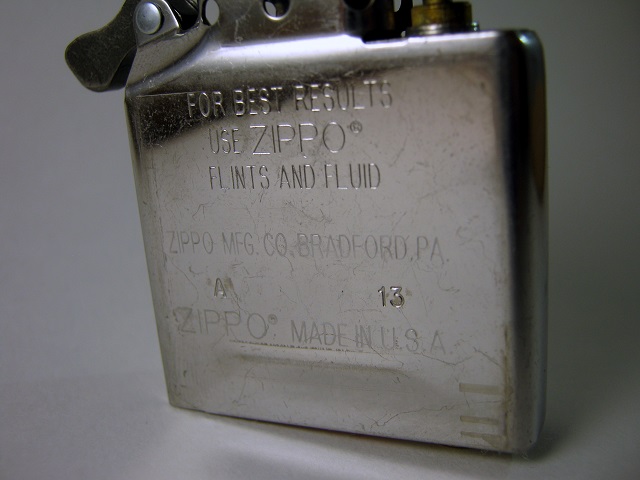 FOR BEST RESULTS
USE ZIPPO®
FLINTS AND FLUID
ZIPPO MFG. CO. BRADFORD, PA.
A 13
ZIPPO® MADE IN U.S.A.